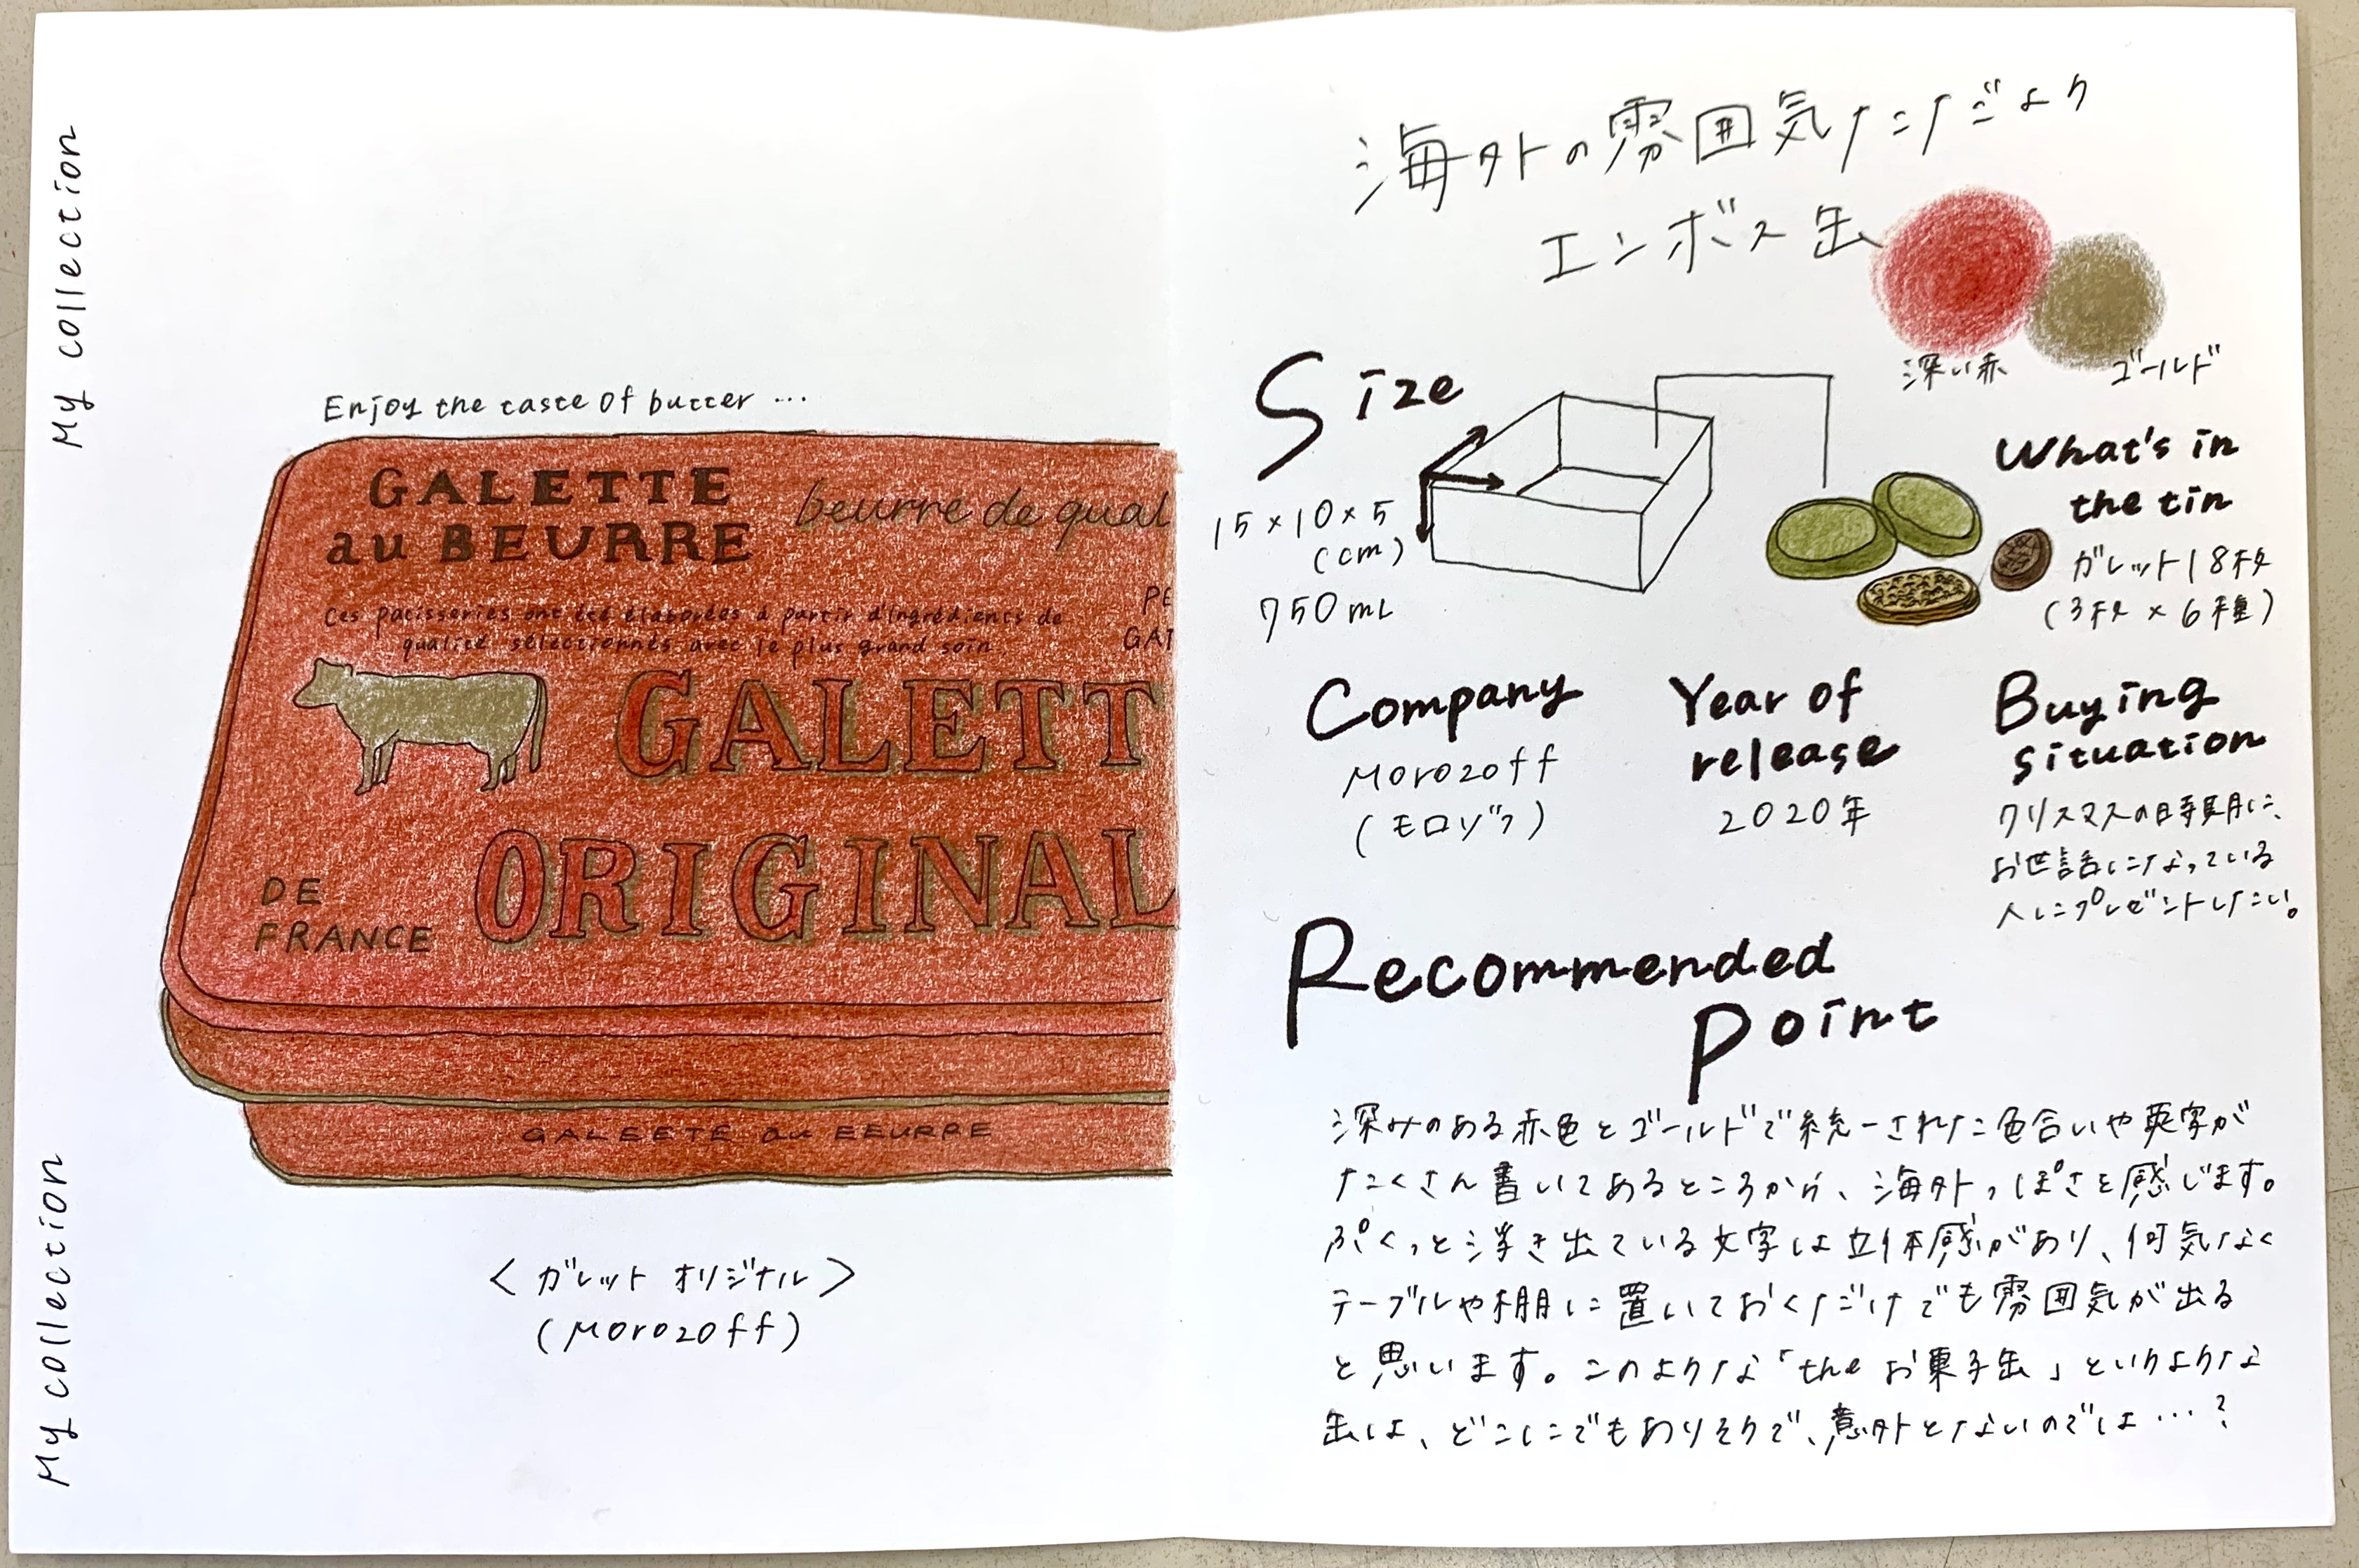 My collection
Enjoy the taste of butter ...
GALETTE
au BEURRE
beurre de qual
Ces patisseries ont été élaborées à partir d'ingrédients de
qualité sélectionnés avec le plus grand soin.
PE
GAT
GALETT
ORIGINAL
DE
FRANCE
GALEETE au BEURRE
<ガレット オリジナル>
(Morozoff)
My collection
海外の雰囲気ただよう
エンボス缶
深い赤
ゴールド
Size
15×10×5
(cm)
750mL
What's in
the tin
ガレット18枚
(3枚×6種)
Company
Morozoff
(モロゾフ)
Year of
release
2020年
Buying
situation
クリスマスの時期に、
お世話になっている
人にプレゼントしたい。
Recommended
Point
深みのある赤色とゴールドで統一された色合いや英字が
たくさん書いてあるところから、海外っぽさを感じます。
ぷくっと浮き出ている文字は立体感があり、何気なく
テーブルや棚に置いておくだけでも雰囲気が出る
と思います。このような「theお菓子缶」というような
缶は、どこにでもありそうで、意外とないのでは…?